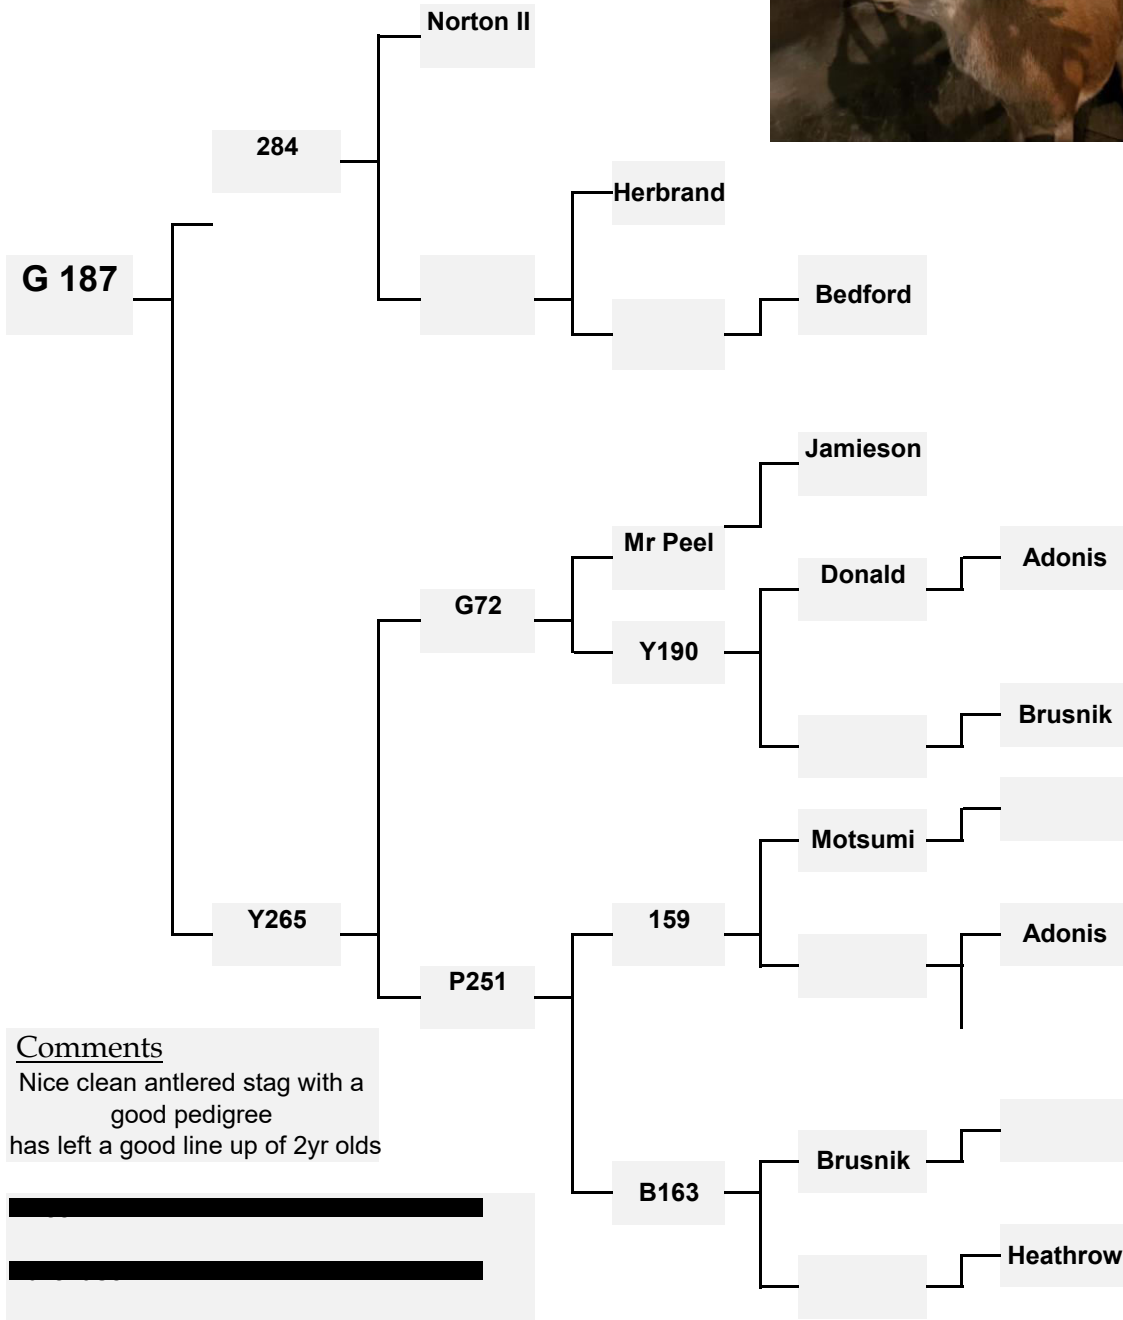 Norton II
284
Herbrand
G 187
Bedford
Jamieson
Mr Peel
Donald
Adonis
G72
Y190
Brusnik
Motsumi
Y265
159
Adonis
P251
Comments
Nice clean antlered stag with a
good pedigree
has left a good line up of 2yr olds
Brusnik
B163
Heathrow